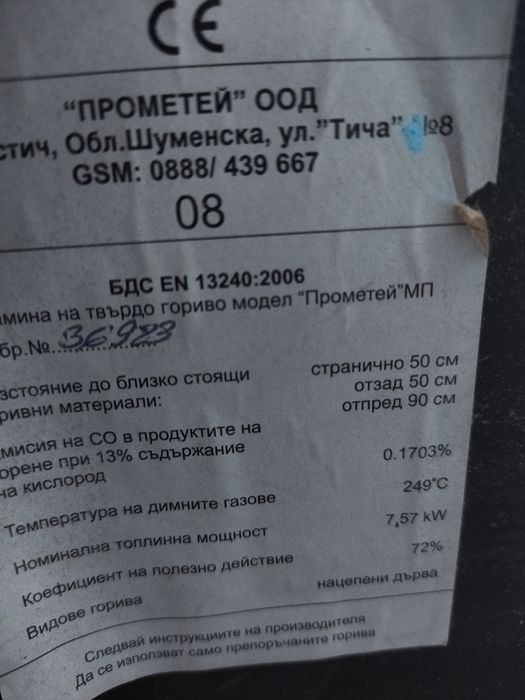 CE
“ПРОМЕТЕЙ” ООД
стич, Обл.Шуменска, ул.”Тича” №8
GSM: 0888/ 439 667
08
БДС EN 13240:2006
мина на твърдо гориво модел “Прометей”МП
бр.№ 36923
зстояние до близко стоящи странично 50 см
ривни материали: отзад 50 см
отпред 90 см
мисия на СО в продуктите на
орене при 13% съдържание 0.1703%
на кислород
Температура на димните газове 249°C
Номинална топлинна мощност 7,57 kW
Коефициент на полезно действие 72%
Видове горива нацепени дърва
Следвай инструкциите на производителя
Да се използват само препоръчаните горива